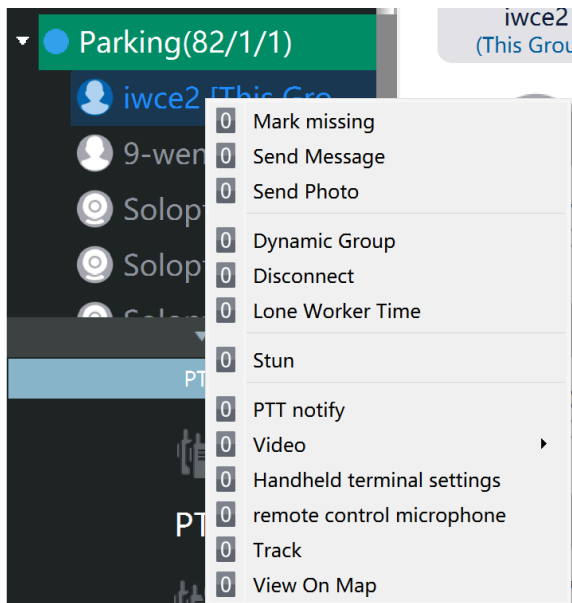 iwce2
(This Grou
Parking(82/1/1)
iwce2 [This Gro
9-wen
Solopt
Solopt
0 Mark missing
0 Send Message
0 Send Photo
0 Dynamic Group
0 Disconnect
0 Lone Worker Time
0 Stun
0 PTT notify
0 Video
0 Handheld terminal settings
0 remote control microphone
0 Track
0 View On Map
PT
PT